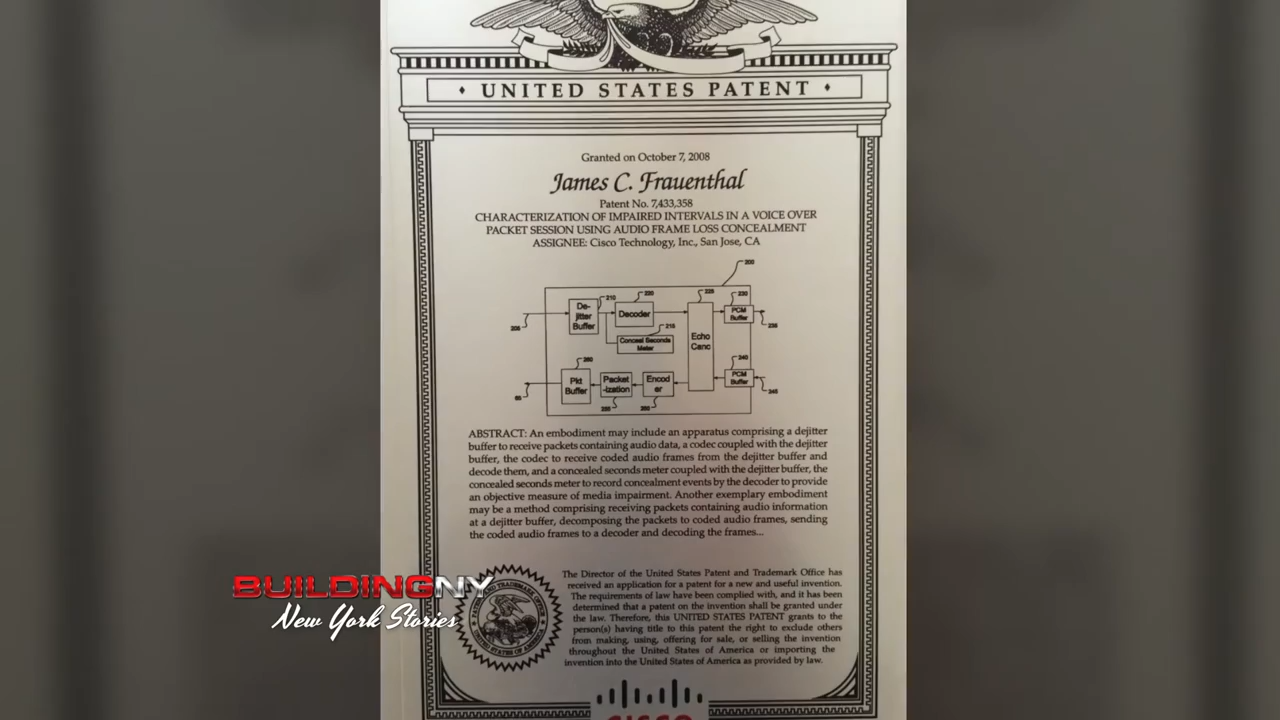 UNITED STATES PATENT
Granted on October 7, 2008
James C. Frauenthal
Patent No. 7,433,358
CHARACTERIZATION OF IMPAIRED INTERVALS IN A VOICE OVER
PACKET SESSION USING AUDIO FRAME LOSS CONCEALMENT
ASSIGNEE: Cisco Technology, Inc., San Jose, CA
200
210
220
225
230
De-
jitter
Buffer
Decoder
PCM
Buffer
205
215
235
Conceal Seconds
Meter
Echo
Canc
260
240
Pkt
Buffer
Packet
-ization
Encod
er
PCM
Buffer
245
ABSTRACT: An embodiment may include an apparatus comprising a dejitter
buffer to receive packets containing audio data, a codec coupled with the dejitter
buffer, the codec to receive coded audio frames from the dejitter buffer and
decode them, and a concealed seconds meter coupled with the dejitter buffer, the
concealed seconds meter to record concealment events by the decoder to provide
an objective measure of media impairment. Another exemplary embodiment
may be a method comprising receiving packets containing audio information
at a dejitter buffer, decomposing the packets to coded audio frames, sending
the coded audio frames to a decoder and decoding the frames...
The Director of the United States Patent and Trademark Office has
received an application for a patent for a new and useful invention.
The requirements of law have been complied with, and it has been
determined that a patent on the invention shall be granted under
the law. Therefore, this UNITED STATES PATENT grants to the
person(s) having title to this patent the right to exclude others
from making, using, offering for sale, or selling the invention
throughout the United States of America or importing the
invention into the United States of America as provided by law.
BUILDINGNY
New York Stories
CISCO